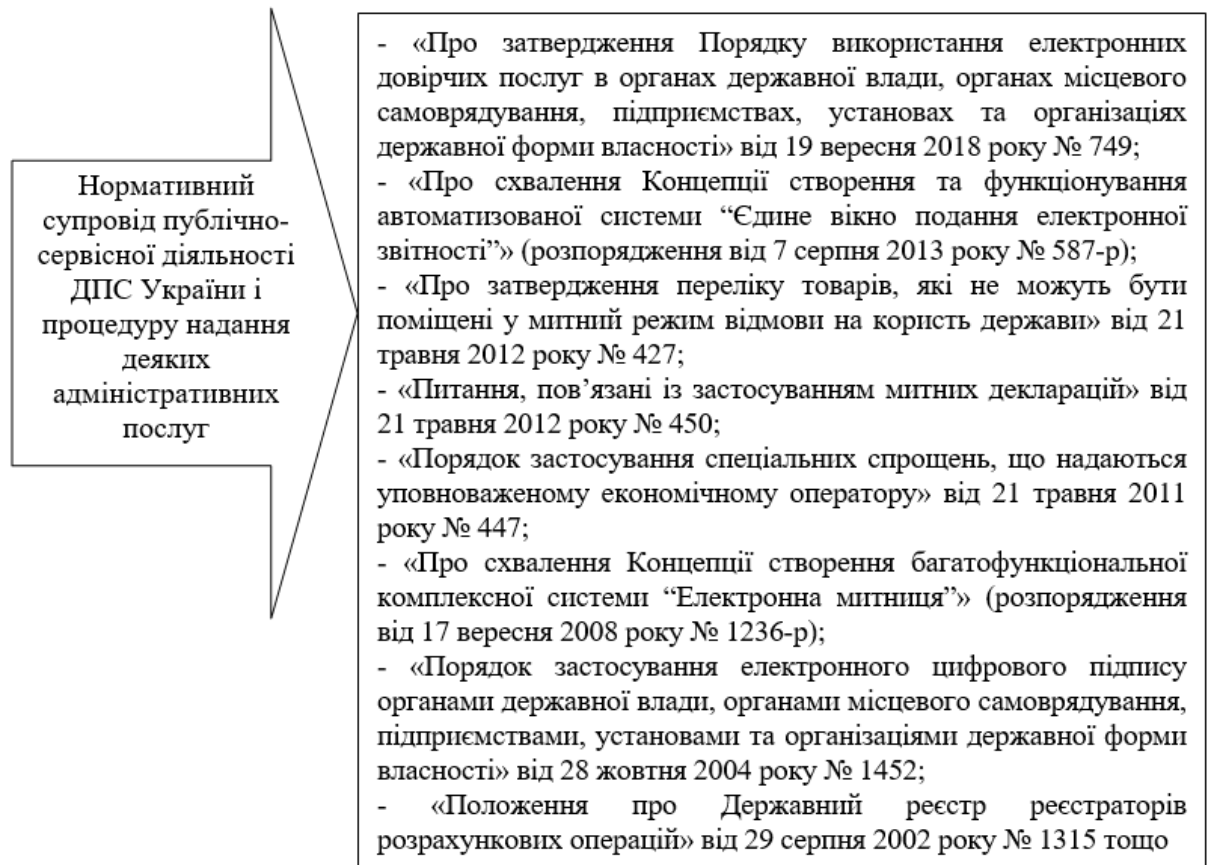 Нормативний
супровід публічно-
сервісної діяльності
ДПС України і
процедуру надання
деяких
адміністративних
послуг
- «Про затвердження Порядку використання електронних
довірчих послуг в органах державної влади, органах місцевого
самоврядування, підприємствах, установах та організаціях
державної форми власності» від 19 вересня 2018 року № 749;
- «Про схвалення Концепції створення та функціонування
автоматизованої системи “Єдине вікно подання електронної
звітності”» (розпорядження від 7 серпня 2013 року № 587-р);
- «Про затвердження переліку товарів, які не можуть бути
поміщені у митний режим відмови на користь держави» від 21
травня 2012 року № 427;
- «Питання, пов’язані із застосуванням митних декларацій» від
21 травня 2012 року № 450;
- «Порядок застосування спеціальних спрощень, що надаються
уповноваженому економічному оператору» від 21 травня 2011
року № 447;
- «Про схвалення Концепції створення багатофункціональної
комплексної системи “Електронна митниця”» (розпорядження
від 17 вересня 2008 року № 1236-р);
- «Порядок застосування електронного цифрового підпису
органами державної влади, органами місцевого самоврядування,
підприємствами, установами та організаціями державної форми
власності» від 28 жовтня 2004 року № 1452;
- «Положення про Державний реєстр реєстраторів
розрахункових операцій» від 29 серпня 2002 року № 1315 тощо